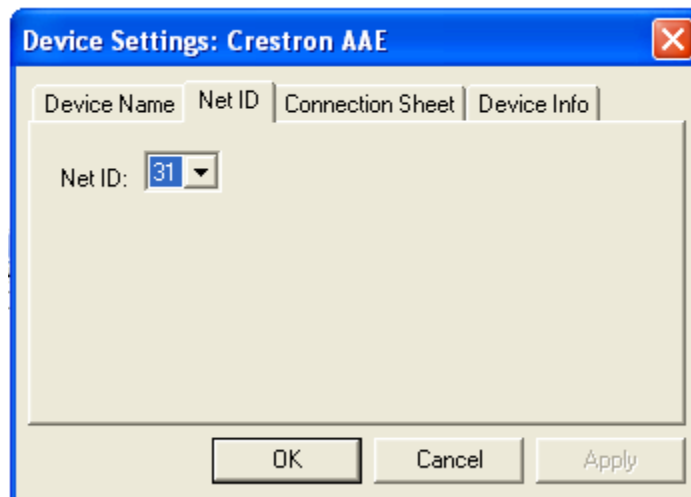 Device Settings: Crestron AAE
Device Name Net ID Connection Sheet Device Info
Net ID: 31
OK Cancel Apply